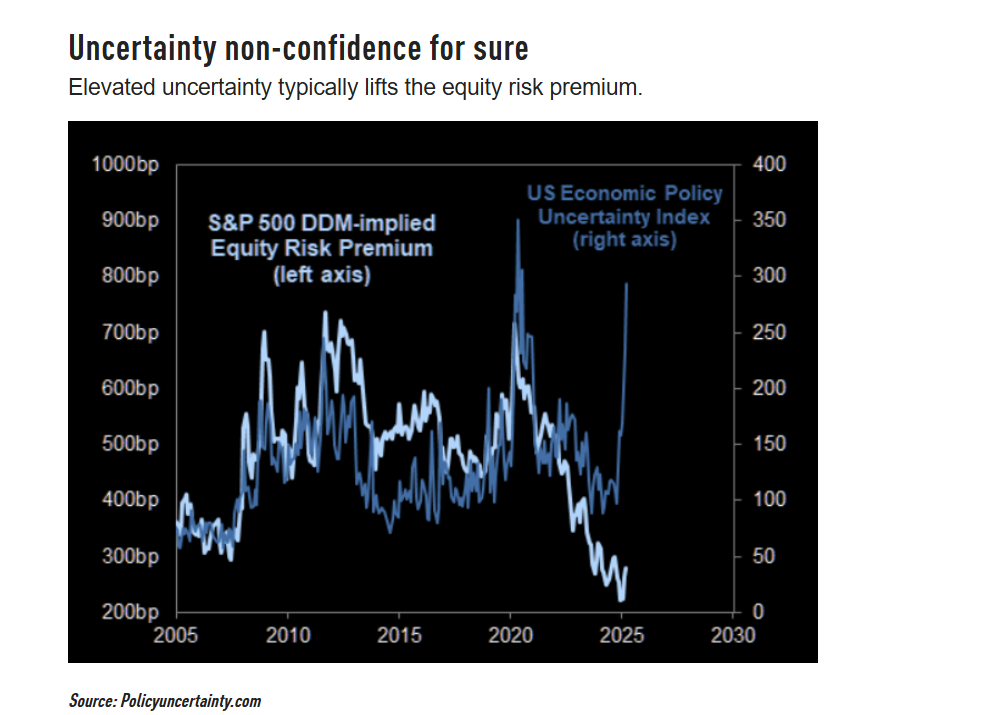 Uncertainty non-confidence for sure
Elevated uncertainty typically lifts the equity risk premium.
1000bp
900bp
800bp
700bp
600bp
500bp
400bp
300bp
200bp
S&P 500 DDM-implied
Equity Risk Premium
(left axis)
US Economic Policy
Uncertainty Index
(right axis)
400
350
300
250
200
150
100
50
0
2005
2010
2015
2020
2025
2030
Source: Policyuncertainty.com